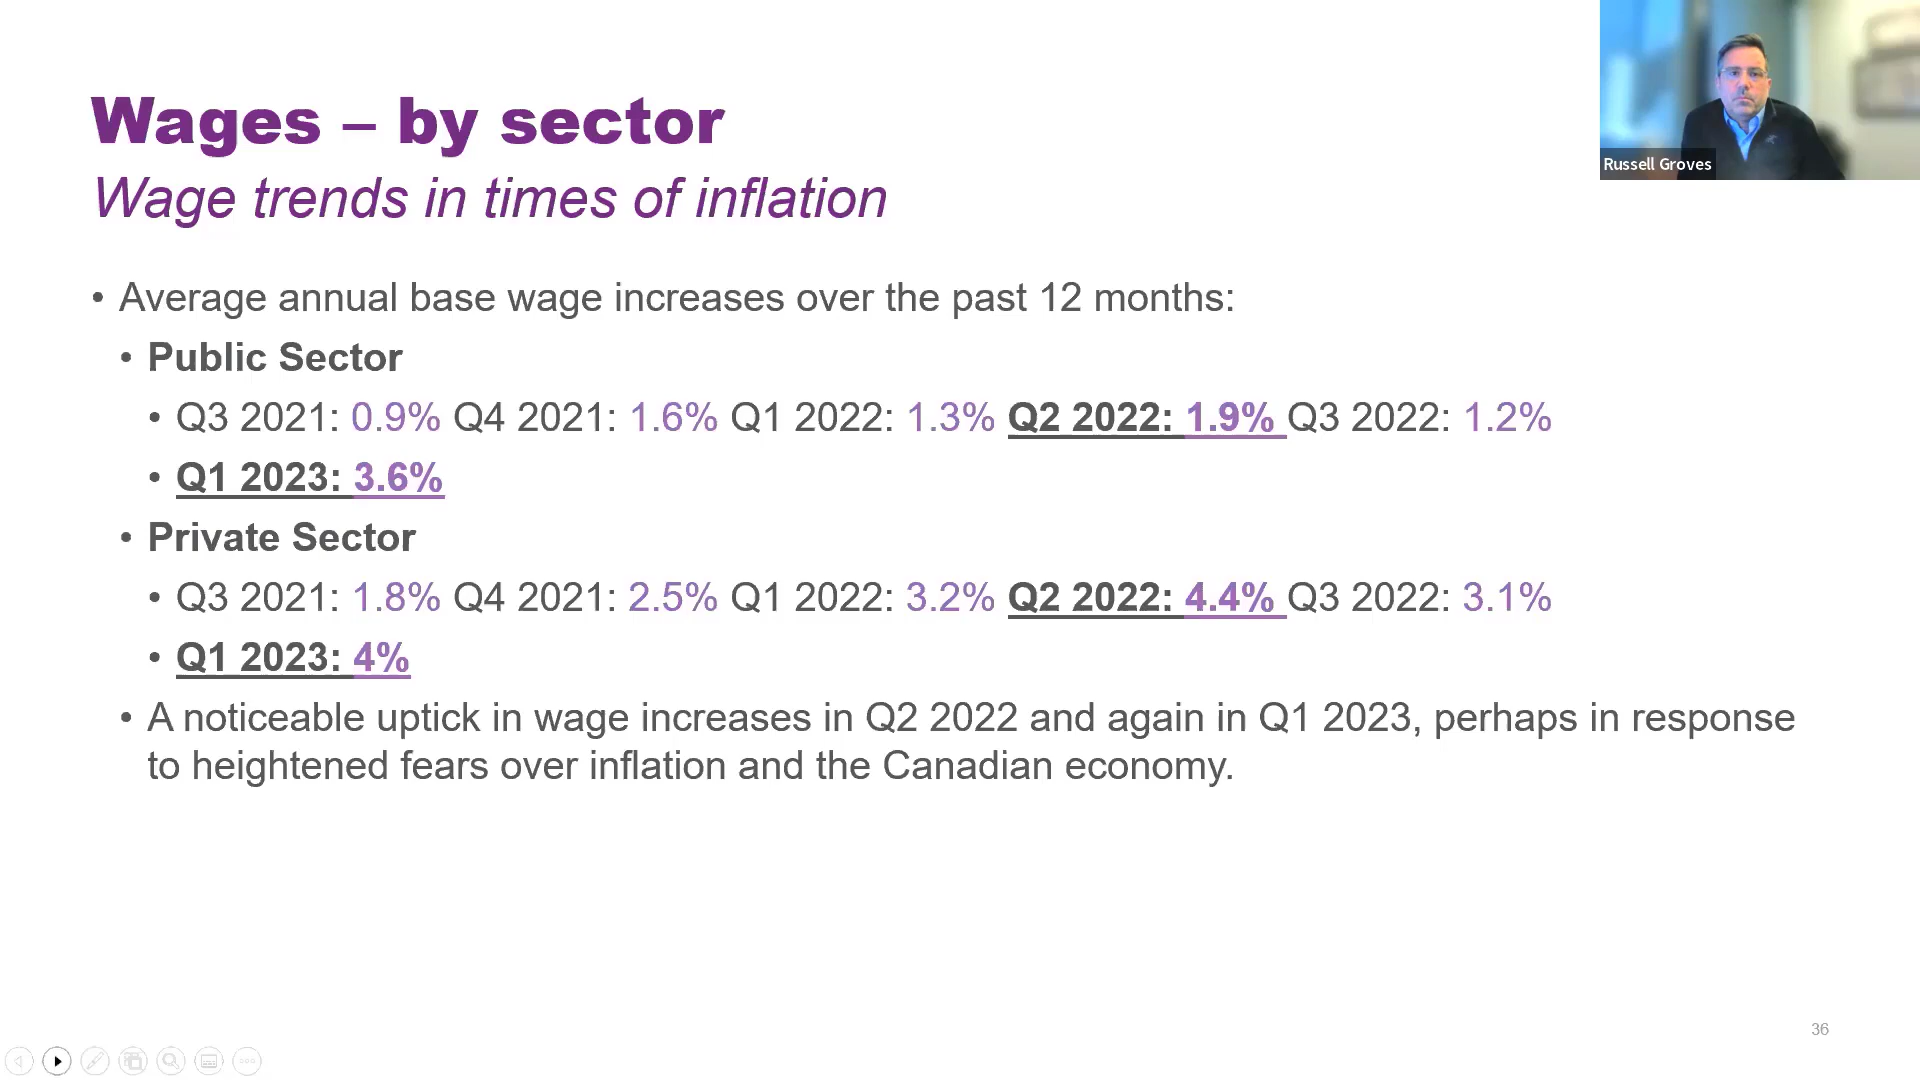 Wages – by sector
Wage trends in times of inflation
Russell Groves
• Average annual base wage increases over the past 12 months:
• Public Sector
• Q3 2021: 0.9% Q4 2021: 1.6% Q1 2022: 1.3% Q2 2022: 1.9% Q3 2022: 1.2%
• Q1 2023: 3.6%
• Private Sector
• Q3 2021: 1.8% Q4 2021: 2.5% Q1 2022: 3.2% Q2 2022: 4.4% Q3 2022: 3.1%
• Q1 2023: 4%
• A noticeable uptick in wage increases in Q2 2022 and again in Q1 2023, perhaps in response
to heightened fears over inflation and the Canadian economy.
36